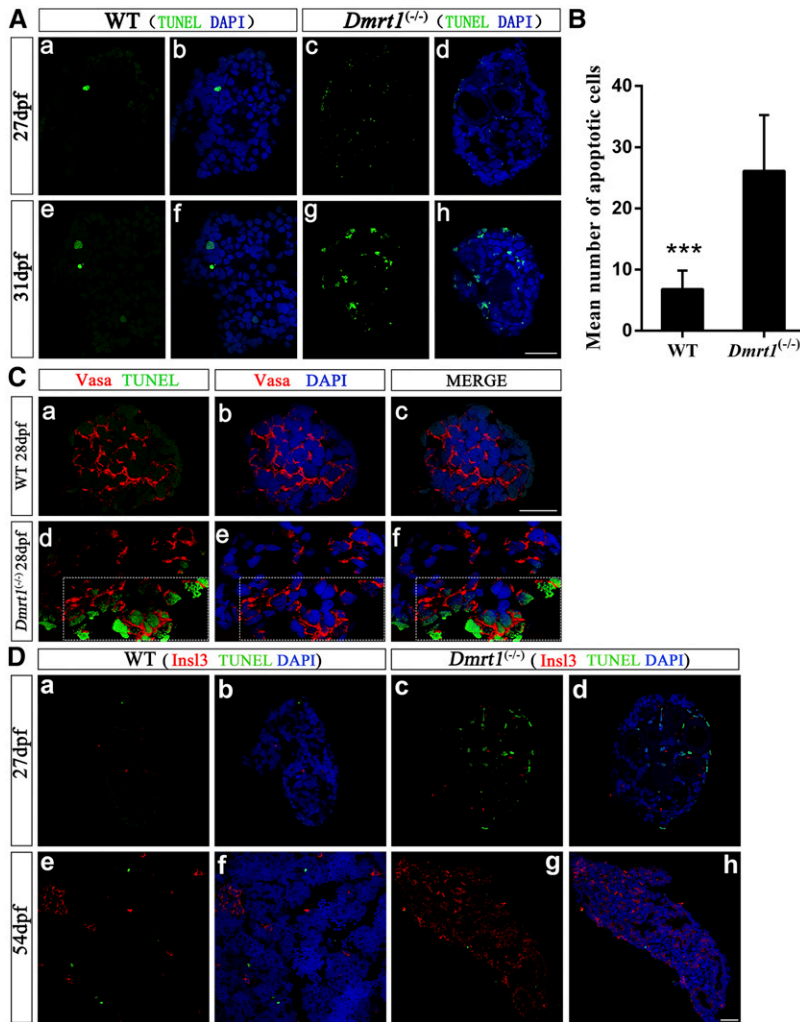 A
WT (TUNEL DAPI)
Dmrt1(-/-) (TUNEL DAPI)
27dpf
a
b
c
d
31dpf
e
f
g
h
B
Mean number of apoptotic cells
40
30
20
10
0
***
WT
Dmrt1(-/-)
C
Vasa TUNEL
Vasa DAPI
MERGE
WT 28dpf
a
b
c
Dmrt1(-/-) 28dpf
d
e
f
D
WT (Insl3 TUNEL DAPI)
Dmrt1(-/-) (Insl3 TUNEL DAPI)
27dpf
a
b
c
d
54dpf
e
f
g
h